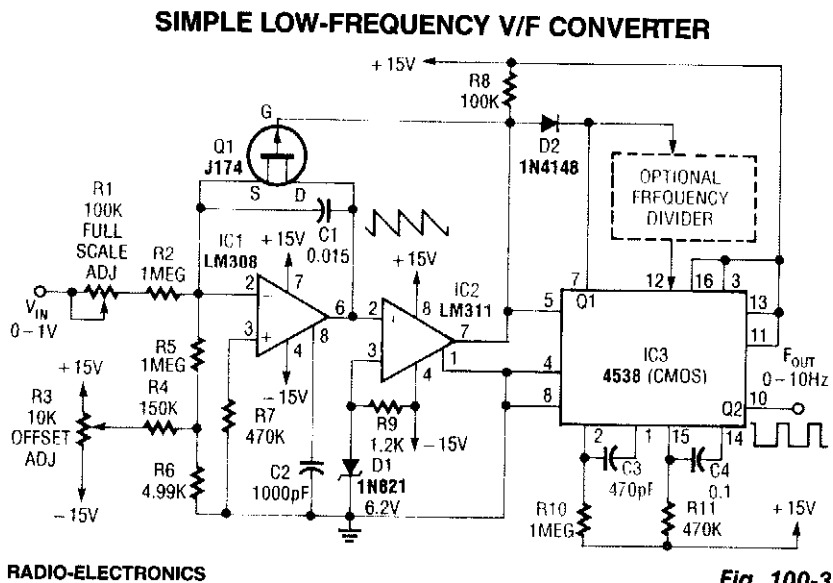 SIMPLE LOW-FREQUENCY V/F CONVERTER
+15V
R8
100K
G
Q1
J174
S
D
D2
1N4148
OPTIONAL
FREQUENCY
DIVIDER
R1
100K
FULL
SCALE
ADJ
R2
1MEG
IC1
LM308
+15V
C1
0.015
+15V
IC2
LM311
7
12
16
3
Q1
2
7
6
2
8
7
5
13
VIN
0-1V
−
+
3
4
8
3
1
4
4
8
11
IC3
4538 (CMOS)
FOUT
0-10Hz
10
Q2
R5
1MEG
+15V
R3
10K
OFFSET
ADJ
R4
150K
-15V
R7
470K
R9
1.2K
-15V
2
1
15
14
R6
4.99K
C2
1000pF
D1
1N821
6.2V
C3
470pF
C4
0.1
R10
1MEG
R11
470K
+15V
-15V
RADIO-ELECTRONICS
Fig. 100-3